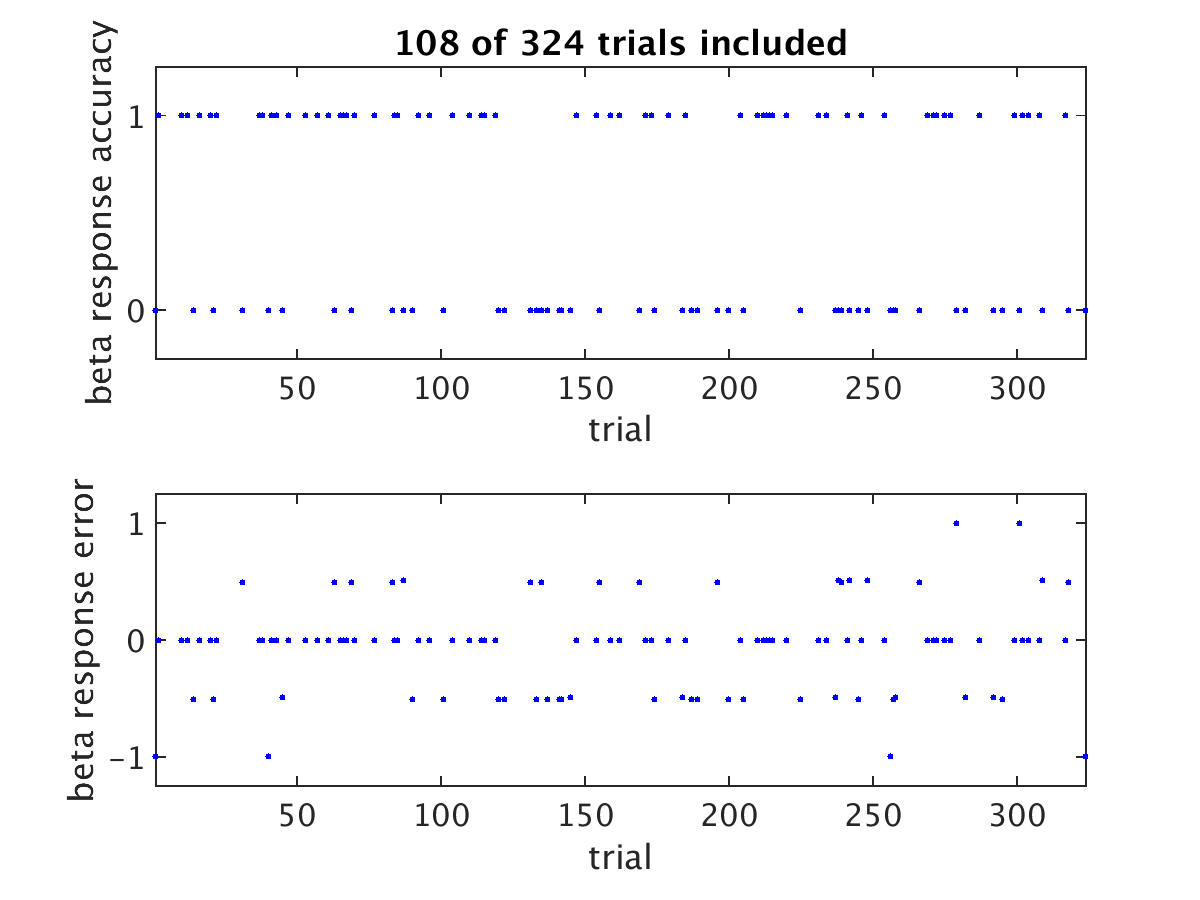 108 of 324 trials included
beta response accuracy
1
0
50 100 150 200 250 300
trial
beta response error
1
0
-1
50 100 150 200 250 300
trial